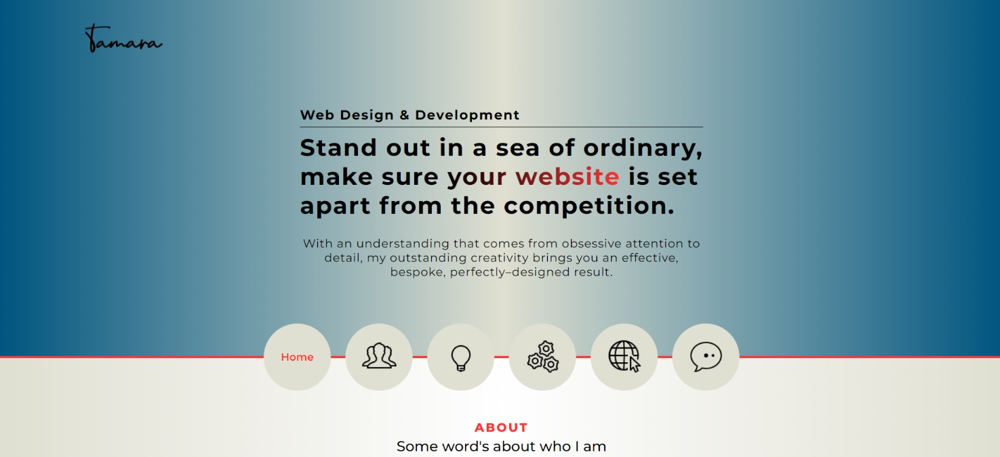 Tamara
Web Design & Development
Stand out in a sea of ordinary,
make sure your website is set
apart from the competition.
With an understanding that comes from obsessive attention to
detail, my outstanding creativity brings you an effective,
bespoke, perfectly–designed result.
Home
ABOUT
Some word's about who I am